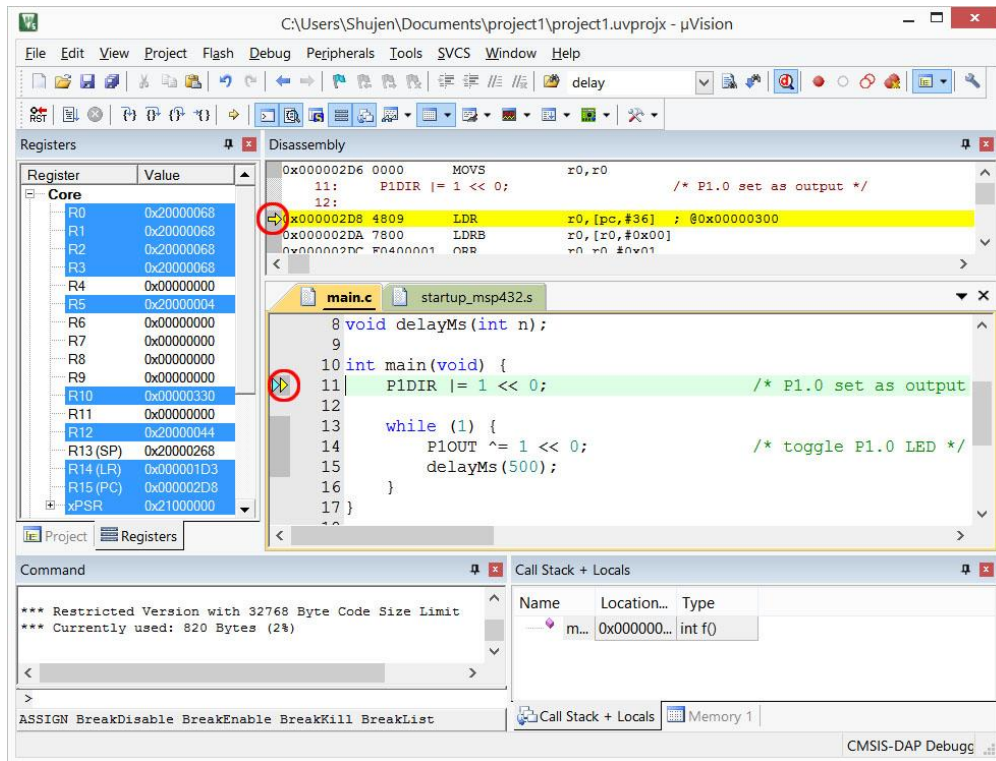 C:\Users\Shujen\Documents\project1\project1.uvprojx - µVision
File Edit View Project Flash Debug Peripherals Tools SVCS Window Help
delay
RST
Registers
Register Value
Core
R0 0x20000068
R1 0x20000068
R2 0x20000068
R3 0x20000068
R4 0x00000000
R5 0x20000004
R6 0x00000000
R7 0x00000000
R8 0x00000000
R9 0x00000000
R10 0x00000330
R11 0x00000000
R12 0x20000044
R13 (SP) 0x20000268
R14 (LR) 0x000001D3
R15 (PC) 0x000002D8
xPSR 0x21000000
Project Registers
Disassembly
0x000002D6 0000 MOVS r0,r0
11: P1DIR |= 1 << 0; /* P1.0 set as output */
12:
0x000002D8 4809 LDR r0,[pc,#36] ; @0x00000300
0x000002DA 7800 LDRB r0,[r0,#0x00]
0x000002DC F0400001 ORR r0,r0,#0x01
main.c startup_msp432.s
8 void delayMs(int n);
9
10 int main(void) {
11 P1DIR |= 1 << 0; /* P1.0 set as output
12
13 while (1) {
14 P1OUT ^= 1 << 0; /* toggle P1.0 LED */
15 delayMs(500);
16 }
17 }
Command
*** Restricted Version with 32768 Byte Code Size Limit
*** Currently used: 820 Bytes (2%)
>
ASSIGN BreakDisable BreakEnable BreakKill BreakList
Call Stack + Locals
Name Location... Type
m... 0x000000... int f()
Call Stack + Locals Memory 1
CMSIS-DAP Debugg